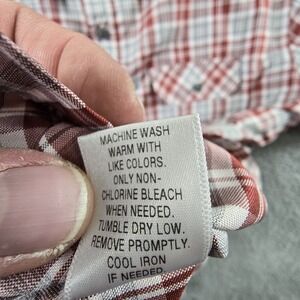 MACHINE WASH
WARM WITH
LIKE COLORS.
ONLY NON-
CHLORINE BLEACH
WHEN NEEDED.
TUMBLE DRY LOW.
REMOVE PROMPTLY.
COOL IRON
IF NEEDED.